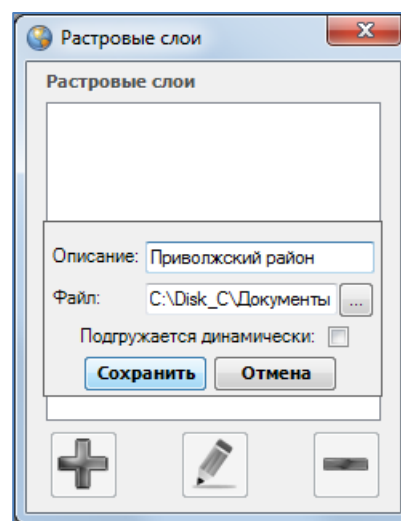 Растровые слои
Растровые слои
Описание: Приволжский район
Файл: C:\Disk_C\Документы ...
Подгружается динамически:
Сохранить Отмена